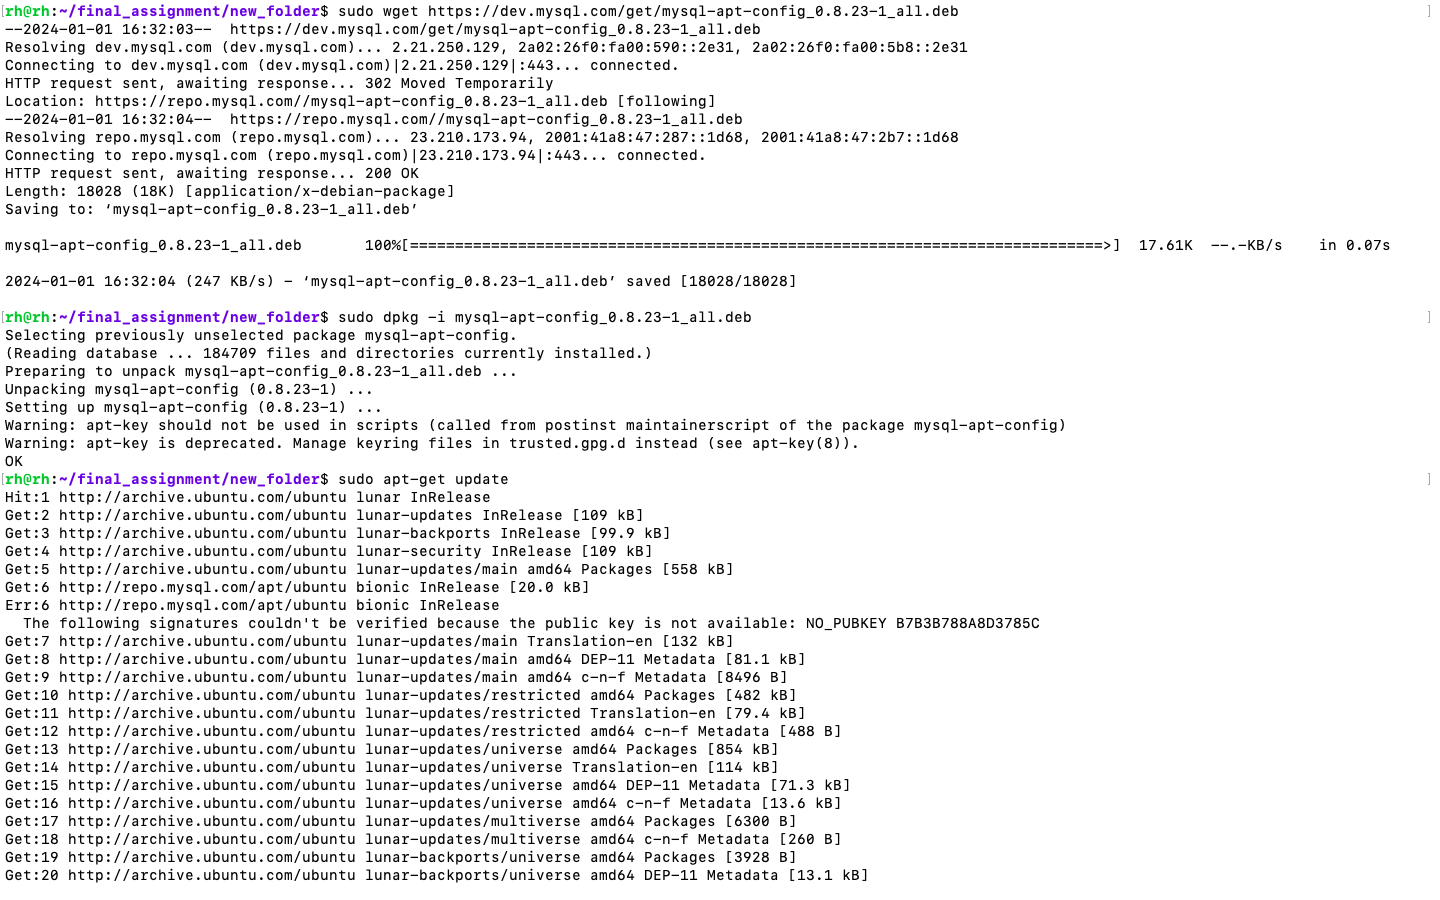 rh@rh:~/final_assignment/new_folder$ sudo wget https://dev.mysql.com/get/mysql-apt-config_0.8.23-1_all.deb
--2024-01-01 16:32:03--  https://dev.mysql.com/get/mysql-apt-config_0.8.23-1_all.deb
Resolving dev.mysql.com (dev.mysql.com)... 2.21.250.129, 2a02:26f0:fa00:590::2e31, 2a02:26f0:fa00:5b8::2e31
Connecting to dev.mysql.com (dev.mysql.com)|2.21.250.129|:443... connected.
HTTP request sent, awaiting response... 302 Moved Temporarily
Location: https://repo.mysql.com//mysql-apt-config_0.8.23-1_all.deb [following]
--2024-01-01 16:32:04--  https://repo.mysql.com//mysql-apt-config_0.8.23-1_all.deb
Resolving repo.mysql.com (repo.mysql.com)... 23.210.173.94, 2001:41a8:47:287::1d68, 2001:41a8:47:2b7::1d68
Connecting to repo.mysql.com (repo.mysql.com)|23.210.173.94|:443... connected.
HTTP request sent, awaiting response... 200 OK
Length: 18028 (18K) [application/x-debian-package]
Saving to: ‘mysql-apt-config_0.8.23-1_all.deb’
mysql-apt-config_0.8.23-1_all.deb       100%[=============================================================================>]  17.61K  --.-KB/s    in 0.07s
2024-01-01 16:32:04 (247 KB/s) - ‘mysql-apt-config_0.8.23-1_all.deb’ saved [18028/18028]
rh@rh:~/final_assignment/new_folder$ sudo dpkg -i mysql-apt-config_0.8.23-1_all.deb
Selecting previously unselected package mysql-apt-config.
(Reading database ... 184709 files and directories currently installed.)
Preparing to unpack mysql-apt-config_0.8.23-1_all.deb ...
Unpacking mysql-apt-config (0.8.23-1) ...
Setting up mysql-apt-config (0.8.23-1) ...
Warning: apt-key should not be used in scripts (called from postinst maintainerscript of the package mysql-apt-config)
Warning: apt-key is deprecated. Manage keyring files in trusted.gpg.d instead (see apt-key(8)).
OK
rh@rh:~/final_assignment/new_folder$ sudo apt-get update
Hit:1 http://archive.ubuntu.com/ubuntu lunar InRelease
Get:2 http://archive.ubuntu.com/ubuntu lunar-updates InRelease [109 kB]
Get:3 http://archive.ubuntu.com/ubuntu lunar-backports InRelease [99.9 kB]
Get:4 http://archive.ubuntu.com/ubuntu lunar-security InRelease [109 kB]
Get:5 http://archive.ubuntu.com/ubuntu lunar-updates/main amd64 Packages [558 kB]
Get:6 http://repo.mysql.com/apt/ubuntu bionic InRelease [20.0 kB]
Err:6 http://repo.mysql.com/apt/ubuntu bionic InRelease
  The following signatures couldn't be verified because the public key is not available: NO_PUBKEY B7B3B788A8D3785C
Get:7 http://archive.ubuntu.com/ubuntu lunar-updates/main Translation-en [132 kB]
Get:8 http://archive.ubuntu.com/ubuntu lunar-updates/main amd64 DEP-11 Metadata [81.1 kB]
Get:9 http://archive.ubuntu.com/ubuntu lunar-updates/main amd64 c-n-f Metadata [8496 B]
Get:10 http://archive.ubuntu.com/ubuntu lunar-updates/restricted amd64 Packages [482 kB]
Get:11 http://archive.ubuntu.com/ubuntu lunar-updates/restricted Translation-en [79.4 kB]
Get:12 http://archive.ubuntu.com/ubuntu lunar-updates/restricted amd64 c-n-f Metadata [488 B]
Get:13 http://archive.ubuntu.com/ubuntu lunar-updates/universe amd64 Packages [854 kB]
Get:14 http://archive.ubuntu.com/ubuntu lunar-updates/universe Translation-en [114 kB]
Get:15 http://archive.ubuntu.com/ubuntu lunar-updates/universe amd64 DEP-11 Metadata [71.3 kB]
Get:16 http://archive.ubuntu.com/ubuntu lunar-updates/universe amd64 c-n-f Metadata [13.6 kB]
Get:17 http://archive.ubuntu.com/ubuntu lunar-updates/multiverse amd64 Packages [6300 B]
Get:18 http://archive.ubuntu.com/ubuntu lunar-updates/multiverse amd64 c-n-f Metadata [260 B]
Get:19 http://archive.ubuntu.com/ubuntu lunar-backports/universe amd64 Packages [3928 B]
Get:20 http://archive.ubuntu.com/ubuntu lunar-backports/universe amd64 DEP-11 Metadata [13.1 kB]